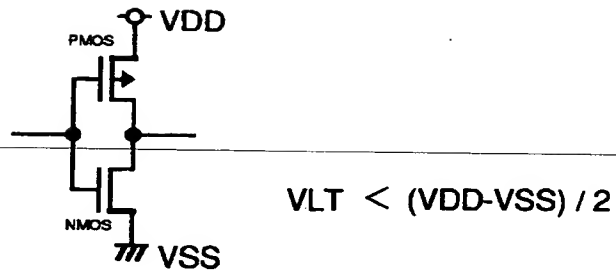 VDD
PMOS
VLT < (VDD-VSS) / 2
NMOS
VSS